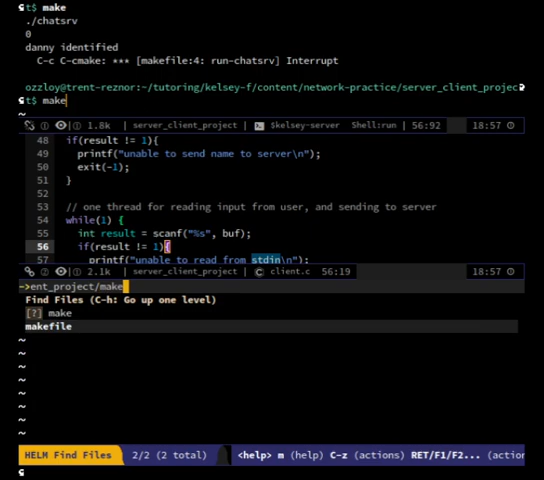 t$ make
./chatsrv
0
danny identified
C-c C-cmake: *** [makefile:4: run-chatsrv] Interrupt
ozzloy@trent-reznor:~/tutoring/kelsey-f/content/network-practice/server_client_projec
t$ make
~
① 1.8k | server_client_project | $kelsey-server Shell:run | 56:92 18:57
48 if(result != 1){
49 printf("unable to send name to server\n");
50 exit(-1);
51 }
52
53 // one thread for reading input from user, and sending to server
54 while(1) {
55 int result = scanf("%s", buf);
56 if(result != 1){
57 printf("unable to read from stdin\n");
② 2.1k | server_client_project | C client.c | 56:19 18:57
->ent_project/make
Find Files (C-h: Go up one level)
[?] make
makefile
~
~
~
~
~
~
~
~
HELM Find Files 2/2 (2 total) <help> m (help) C-z (actions) RET/F1/F2... (action